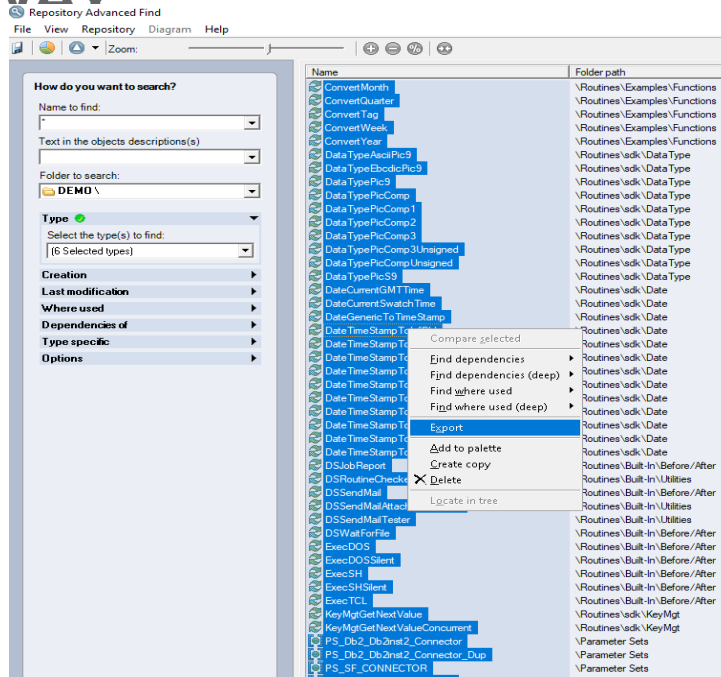 Repository Advanced Find
File View Repository Diagram Help
Zoom:
How do you want to search?
Name to find:
*
Text in the objects descriptions(s)
Folder to search:
DEMO \
Type
Select the type(s) to find:
(6 Selected types)
Creation
Last modification
Where used
Dependencies of
Type specific
Options
Name Folder path
ConvertMonth \Routines\Examples\Functions
ConvertQuarter \Routines\Examples\Functions
ConvertTag \Routines\Examples\Functions
ConvertWeek \Routines\Examples\Functions
ConvertYear \Routines\Examples\Functions
DataTypeAsciiPic9 \Routines\sdk\DataType
DataTypeEbcdicPic9 \Routines\sdk\DataType
DataTypePic9 \Routines\sdk\DataType
DataTypePicComp \Routines\sdk\DataType
DataTypePicComp1 \Routines\sdk\DataType
DataTypePicComp2 \Routines\sdk\DataType
DataTypePicComp3 \Routines\sdk\DataType
DataTypePicComp3Unsigned \Routines\sdk\DataType
DataTypePicCompUnsigned \Routines\sdk\DataType
DataTypePicS9 \Routines\sdk\DataType
DateCurrentGMTTime \Routines\sdk\Date
DateCurrentSwatchTime \Routines\sdk\Date
DateGenericToTimeStamp \Routines\sdk\Date
DateTimeStampTo \Routines\sdk\Date
DateTimeStampTo Routines\sdk\Date
DateTimeStampTo Routines\sdk\Date
DateTimeStampTo Routines\sdk\Date
DateTimeStampTo Routines\sdk\Date
DateTimeStampTo Routines\sdk\Date
DateTimeStampTo Routines\sdk\Date
DateTimeStampTo Routines\sdk\Date
DateTimeStampTo Routines\sdk\Date
DateTimeStampTo Routines\sdk\Date
DSJobReport Routines\Built-In\Before/After
DSRoutineChecke Routines\Built-In\Utilities
DSSendMail Routines\Built-In\Before/After
DSSendMailAttach Routines\Built-In\Utilities
DSSendMailTester \Routines\Built-In\Utilities
DSWaitForFile \Routines\Built-In\Before/After
ExecDOS \Routines\Built-In\Before/After
ExecDOSSilent \Routines\Built-In\Before/After
ExecSH \Routines\Built-In\Before/After
ExecSHSilent \Routines\Built-In\Before/After
ExecTCL \Routines\Built-In\Before/After
KeyMgtGetNextValue \Routines\sdk\KeyMgt
KeyMgtGetNextValueConcurrent \Routines\sdk\KeyMgt
PS_Db2_Db2inst2_Connector \Parameter Sets
PS_Db2_Db2inst2_Connector_Dup \Parameter Sets
PS_SF_CONNECTOR \Parameter Sets
Compare selected
Find dependencies
Find dependencies (deep)
Find where used
Find where used (deep)
Export
Add to palette
Create copy
Delete
Locate in tree